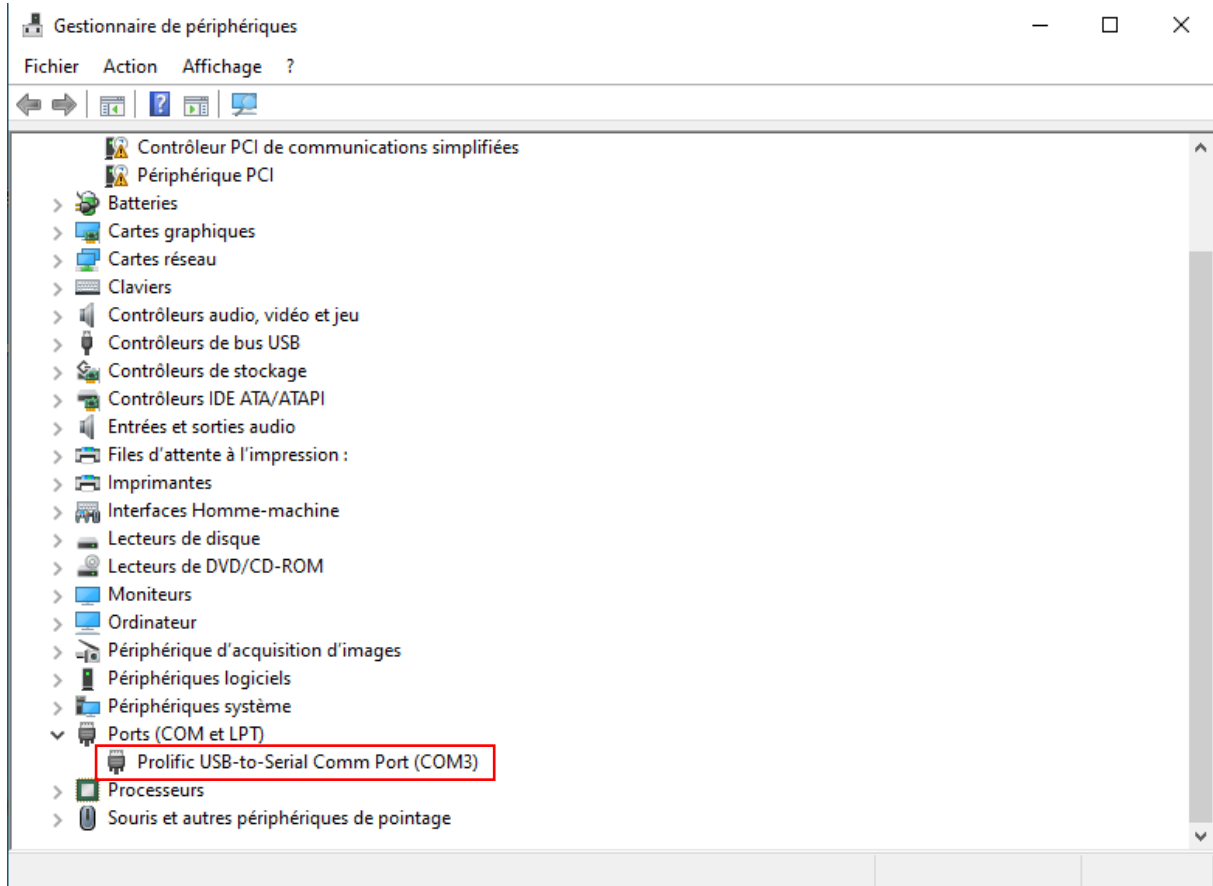 Gestionnaire de périphériques
Fichier Action Affichage ?
Contrôleur PCI de communications simplifiées
Périphérique PCI
Batteries
Cartes graphiques
Cartes réseau
Claviers
Contrôleurs audio, vidéo et jeu
Contrôleurs de bus USB
Contrôleurs de stockage
Contrôleurs IDE ATA/ATAPI
Entrées et sorties audio
Files d'attente à l'impression :
Imprimantes
Interfaces Homme-machine
Lecteurs de disque
Lecteurs de DVD/CD-ROM
Moniteurs
Ordinateur
Périphérique d'acquisition d'images
Périphériques logiciels
Périphériques système
Ports (COM et LPT)
Prolific USB-to-Serial Comm Port (COM3)
Processeurs
Souris et autres périphériques de pointage